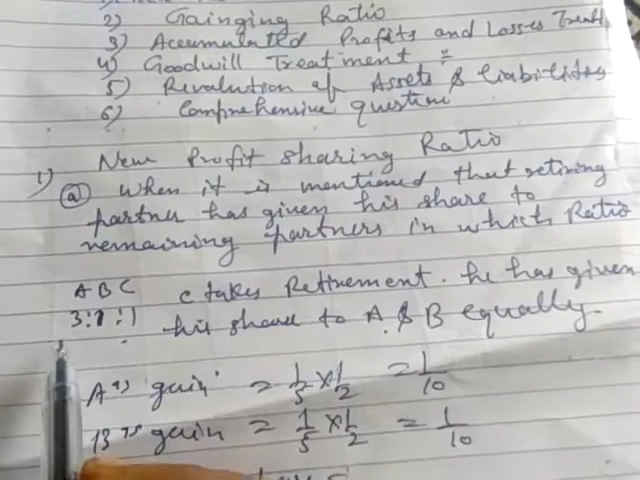 2) Gainging Ratio
3) Accumulated Profits and Losses Treat
4) Goodwill Treatment =
5) Revalution of Assets & liabilities
6) Comprehensive question
1) New Profit sharing Ratio
(a) when it is mentioned that retiring
partner has given his share to
remaining partners in which Ratio
A B C C takes Retirement. he has given
3:1:1 his share to A & B equally.
A's gain = 1/5 × 1/2 = 1/10
B's gain = 1/5 × 1/2 = 1/10